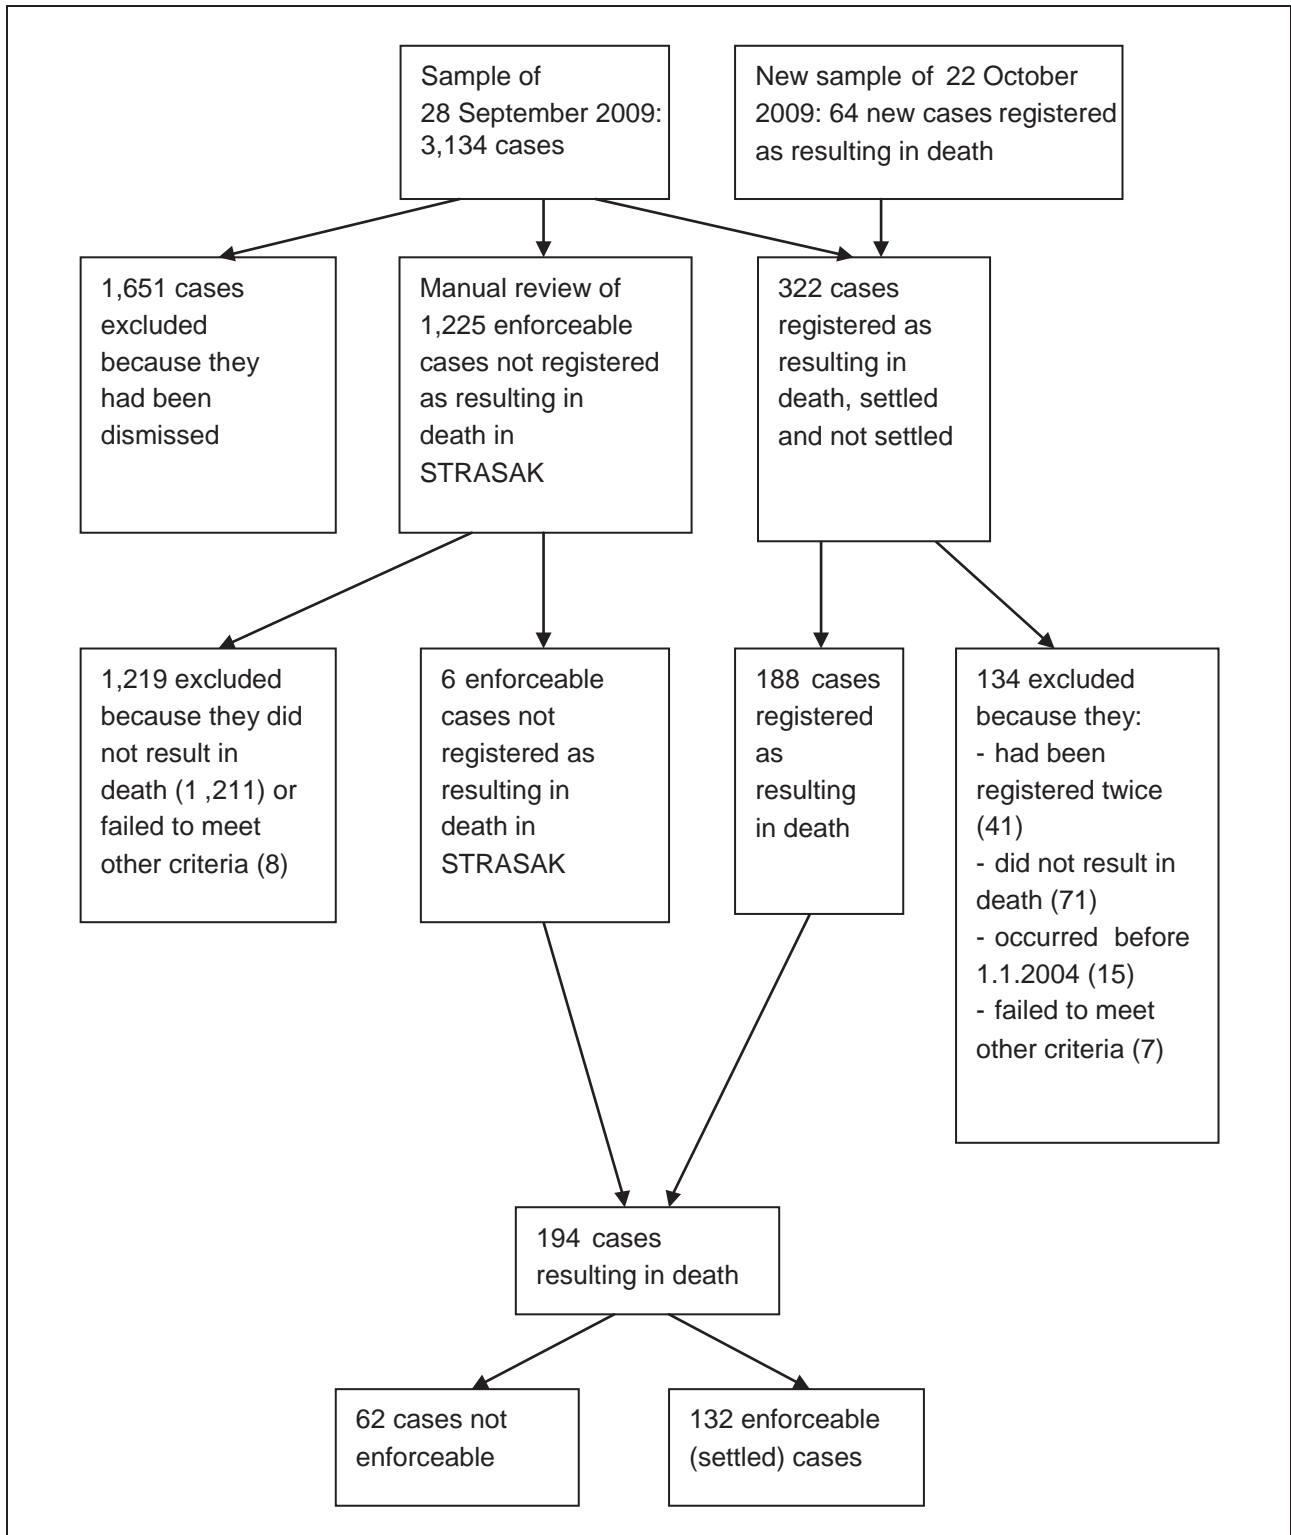 Sample of
28 September 2009:
3,134 cases
New sample of 22 October
2009: 64 new cases registered
as resulting in death
1,651 cases
excluded
because they
had been
dismissed
Manual review of
1,225 enforceable
cases not registered
as resulting in
death in
STRASAK
322 cases
registered as
resulting in
death, settled
and not settled
1,219 excluded
because they did
not result in
death (1 ,211) or
failed to meet
other criteria (8)
6 enforceable
cases not
registered as
resulting in
death in
STRASAK
188 cases
registered
as
resulting
in death
134 excluded
because they:
- had been
registered twice
(41)
- did not result in
death (71)
- occurred before
1.1.2004 (15)
- failed to meet
other criteria (7)
194 cases
resulting in death
62 cases not
enforceable
132 enforceable
(settled) cases